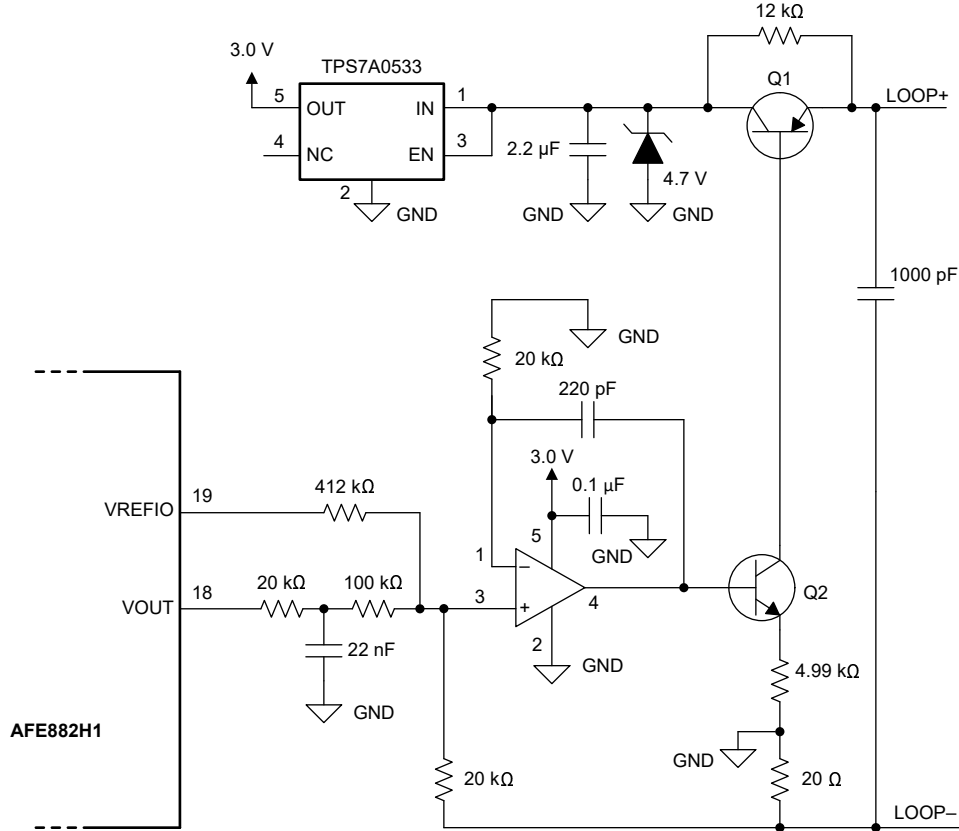 12 kΩ
3.0 V
TPS7A0533
Q1
LOOP+
5
OUT
IN
1
4
NC
EN
3
2.2 µF
4.7 V
2
GND
GND
GND
1000 pF
GND
20 kΩ
220 pF
3.0 V
0.1 µF
412 kΩ
VREFIO
19
5
GND
1
–
20 kΩ
100 kΩ
VOUT
18
3
+
4
Q2
2
GND
22 nF
4.99 kΩ
GND
AFE882H1
GND
20 kΩ
20 Ω
LOOP–